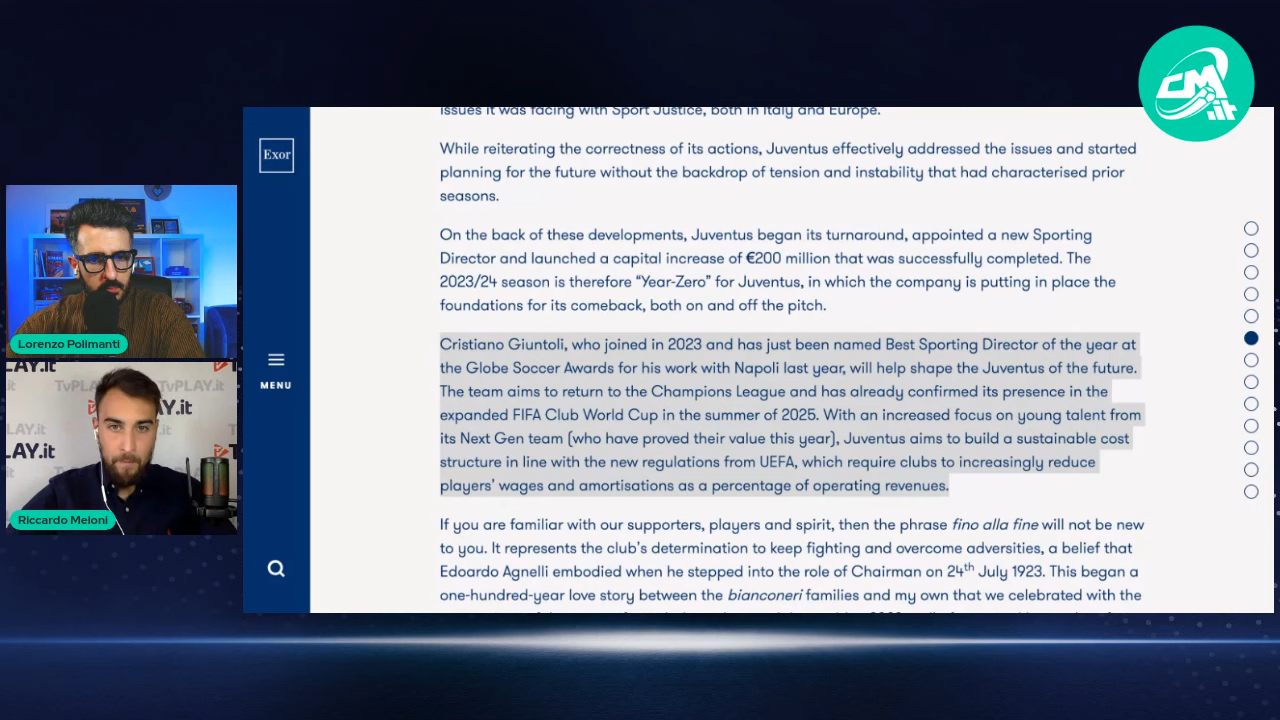 CM.it
Exor
MENU
issues it was facing with Sport Justice, both in Italy and Europe.
While reiterating the correctness of its actions, Juventus effectively addressed the issues and started
planning for the future without the backdrop of tension and instability that had characterised prior
seasons.
On the back of these developments, Juventus began its turnaround, appointed a new Sporting
Director and launched a capital increase of €200 million that was successfully completed. The
2023/24 season is therefore “Year-Zero” for Juventus, in which the company is putting in place the
foundations for its comeback, both on and off the pitch.
Cristiano Giuntoli, who joined in 2023 and has just been named Best Sporting Director of the year at
the Globe Soccer Awards for his work with Napoli last year, will help shape the Juventus of the future.
The team aims to return to the Champions League and has already confirmed its presence in the
expanded FIFA Club World Cup in the summer of 2025. With an increased focus on young talent from
its Next Gen team (who have proved their value this year), Juventus aims to build a sustainable cost
structure in line with the new regulations from UEFA, which require clubs to increasingly reduce
players’ wages and amortisations as a percentage of operating revenues.
If you are familiar with our supporters, players and spirit, then the phrase fino alla fine will not be new
to you. It represents the club’s determination to keep fighting and overcome adversities, a belief that
Edoardo Agnelli embodied when he stepped into the role of Chairman on 24th July 1923. This began a
one-hundred-year love story between the bianconeri families and my own that we celebrated with the
Lorenzo Polimanti
TvPLAY
LAY.it
LAY.it
Riccardo Meloni